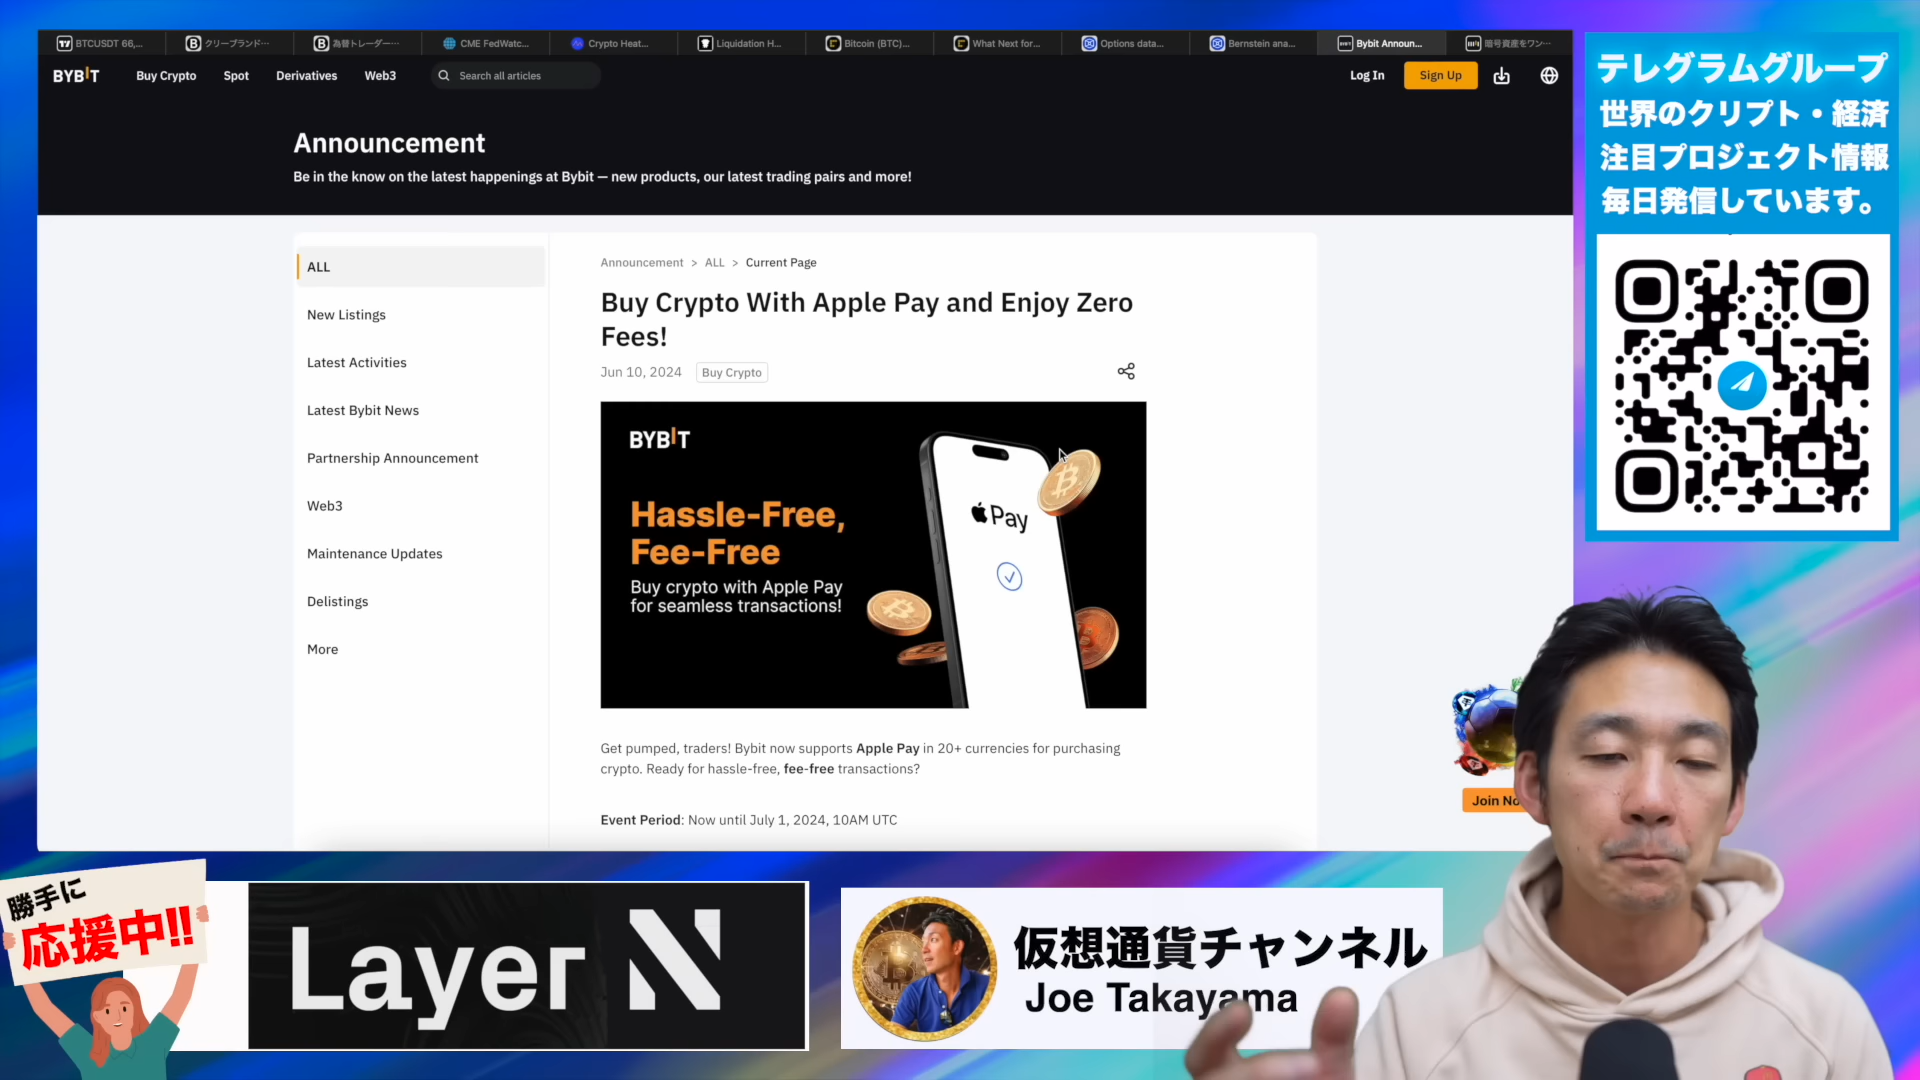 BTCUSDT 66,...
クリーブランド…
為替トレーダー…
CME FedWatc...
Crypto Heat...
Liquidation H...
Bitcoin (BTC)...
What Next for...
Options data...
Bernstein ana...
Bybit Announ...
暗号資産をワン…
BYBIT
Buy Crypto
Spot
Derivatives
Web3
Search all articles
Log In
Sign Up
Announcement
Be in the know on the latest happenings at Bybit — new products, our latest trading pairs and more!
ALL
New Listings
Latest Activities
Latest Bybit News
Partnership Announcement
Web3
Maintenance Updates
Delistings
More
Announcement > ALL > Current Page
Buy Crypto With Apple Pay and Enjoy Zero
Fees!
Jun 10, 2024
Buy Crypto
BYBIT
Hassle-Free,
Fee-Free
Buy crypto with Apple Pay
for seamless transactions!
Pay
Get pumped, traders! Bybit now supports Apple Pay in 20+ currencies for purchasing
crypto. Ready for hassle-free, fee-free transactions?
Event Period: Now until July 1, 2024, 10AM UTC
Join No
テレグラムグループ
世界のクリプト・経済
注目プロジェクト情報
毎日発信しています。
勝手に
応援中!!
Layer N
仮想通貨チャンネル
Joe Takayama